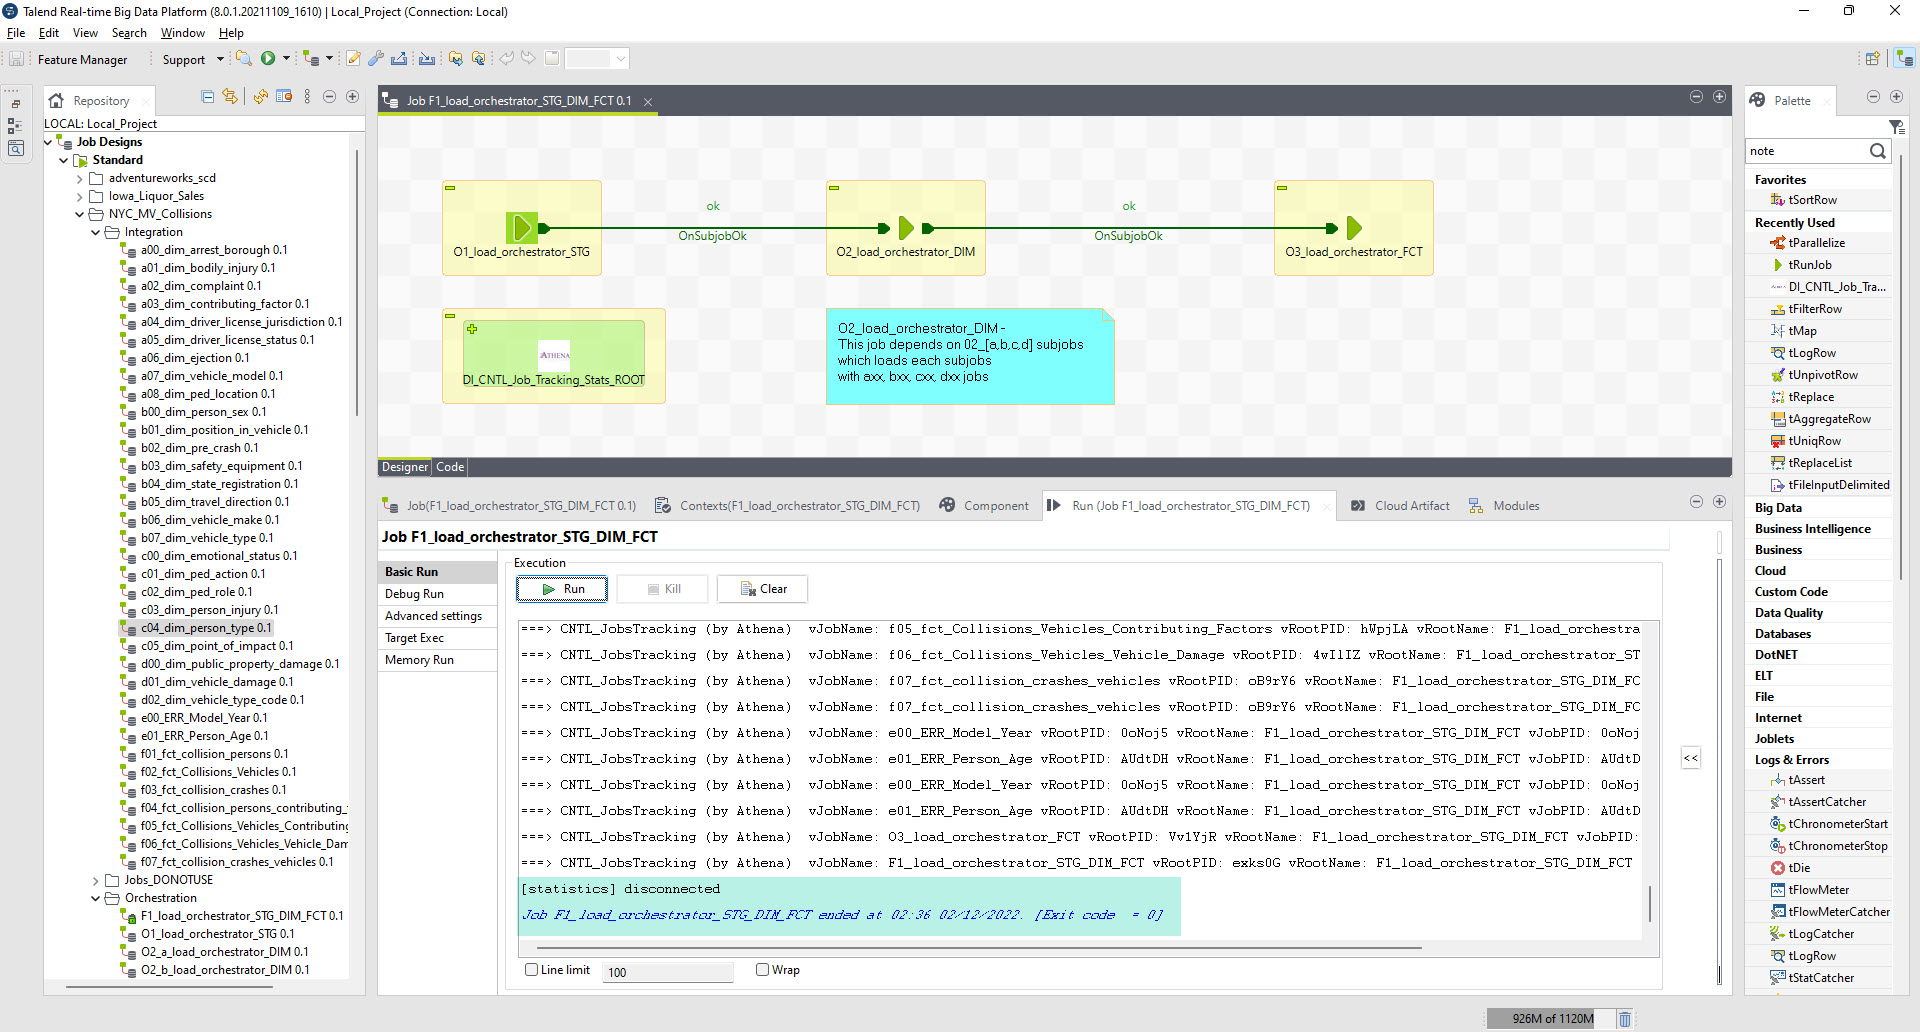 Talend Real-time Big Data Platform (8.0.1.20211109_1610) | Local_Project (Connection: Local)
File Edit View Search Window Help
Feature Manager Support
Repository
LOCAL: Local_Project
Job Designs
Standard
adventureworks_scd
Iowa_Liquor_Sales
NYC_MV_Collisions
Integration
a00_dim_arrest_borough 0.1
a01_dim_bodily_injury 0.1
a02_dim_complaint 0.1
a03_dim_contributing_factor 0.1
a04_dim_driver_license_jurisdiction 0.1
a05_dim_driver_license_status 0.1
a06_dim_ejection 0.1
a07_dim_vehicle_model 0.1
a08_dim_ped_location 0.1
b00_dim_person_sex 0.1
b01_dim_position_in_vehicle 0.1
b02_dim_pre_crash 0.1
b03_dim_safety_equipment 0.1
b04_dim_state_registration 0.1
b05_dim_travel_direction 0.1
b06_dim_vehicle_make 0.1
b07_dim_vehicle_type 0.1
c00_dim_emotional_status 0.1
c01_dim_ped_action 0.1
c02_dim_ped_role 0.1
c03_dim_person_injury 0.1
c04_dim_person_type 0.1
c05_dim_point_of_impact 0.1
d00_dim_public_property_damage 0.1
d01_dim_vehicle_damage 0.1
d02_dim_vehicle_type_code 0.1
e00_ERR_Model_Year 0.1
e01_ERR_Person_Age 0.1
f01_fct_collision_persons 0.1
f02_fct_Collisions_Vehicles 0.1
f03_fct_collision_crashes 0.1
f04_fct_collision_persons_contributing_
f05_fct_Collisions_Vehicles_Contributing
f06_fct_Collisions_Vehicles_Vehicle_Dam
f07_fct_collision_crashes_vehicles 0.1
Jobs_DONOTUSE
Orchestration
F1_load_orchestrator_STG_DIM_FCT 0.1
O1_load_orchestrator_STG 0.1
O2_a_load_orchestrator_DIM 0.1
O2_b_load_orchestrator_DIM 0.1
Job F1_load_orchestrator_STG_DIM_FCT 0.1
ok
ok
OnSubjobOk
OnSubjobOk
O1_load_orchestrator_STG
O2_load_orchestrator_DIM
O3_load_orchestrator_FCT
ATHENA
DI_CNTL_Job_Tracking_Stats_ROOT
O2_load_orchestrator_DIM -
This job depends on 02_[a,b,c,d] subjobs
which loads each subjobs
with axx, bxx, cxx, dxx jobs
Designer Code
Job(F1_load_orchestrator_STG_DIM_FCT 0.1) Contexts(F1_load_orchestrator_STG_DIM_FCT) Component Run (Job F1_load_orchestrator_STG_DIM_FCT) Cloud Artifact Modules
Job F1_load_orchestrator_STG_DIM_FCT
Basic Run
Debug Run
Advanced settings
Target Exec
Memory Run
Execution
Run Kill Clear
===> CNTL_JobsTracking (by Athena) vJobName: f05_fct_Collisions_Vehicles_Contributing_Factors vRootPID: hWpjLA vRootName: F1_load_orchestra
===> CNTL_JobsTracking (by Athena) vJobName: f06_fct_Collisions_Vehicles_Vehicle_Damage vRootPID: 4wIlIZ vRootName: F1_load_orchestrator_ST
===> CNTL_JobsTracking (by Athena) vJobName: f07_fct_collision_crashes_vehicles vRootPID: oB9rY6 vRootName: F1_load_orchestrator_STG_DIM_FC
===> CNTL_JobsTracking (by Athena) vJobName: f07_fct_collision_crashes_vehicles vRootPID: oB9rY6 vRootName: F1_load_orchestrator_STG_DIM_FC
===> CNTL_JobsTracking (by Athena) vJobName: e00_ERR_Model_Year vRootPID: 0oNoj5 vRootName: F1_load_orchestrator_STG_DIM_FCT vJobPID: 0oNoj
===> CNTL_JobsTracking (by Athena) vJobName: e01_ERR_Person_Age vRootPID: AUdtDH vRootName: F1_load_orchestrator_STG_DIM_FCT vJobPID: AUdtD
===> CNTL_JobsTracking (by Athena) vJobName: e00_ERR_Model_Year vRootPID: 0oNoj5 vRootName: F1_load_orchestrator_STG_DIM_FCT vJobPID: 0oNoj
===> CNTL_JobsTracking (by Athena) vJobName: e01_ERR_Person_Age vRootPID: AUdtDH vRootName: F1_load_orchestrator_STG_DIM_FCT vJobPID: AUdtD
===> CNTL_JobsTracking (by Athena) vJobName: O3_load_orchestrator_FCT vRootPID: Vv1YjR vRootName: F1_load_orchestrator_STG_DIM_FCT vJobPID:
===> CNTL_JobsTracking (by Athena) vJobName: F1_load_orchestrator_STG_DIM_FCT vRootPID: exks0G vRootName: F1_load_orchestrator_STG_DIM_FCT
[statistics] disconnected
Job F1_load_orchestrator_STG_DIM_FCT ended at 02:36 02/12/2022. [Exit code = 0]
Line limit 100 Wrap
<<
Palette
note
Favorites
tSortRow
Recently Used
tParallelize
tRunJob
DI_CNTL_Job_Tra...
tFilterRow
tMap
tLogRow
tUnpivotRow
tReplace
tAggregateRow
tUniqRow
tReplaceList
tFileInputDelimited
Big Data
Business Intelligence
Business
Cloud
Custom Code
Data Quality
Databases
DotNET
ELT
File
Internet
Joblets
Logs & Errors
tAssert
tAssertCatcher
tChronometerStart
tChronometerStop
tDie
tFlowMeter
tFlowMeterCatcher
tLogCatcher
tLogRow
tStatCatcher
926M of 1120M